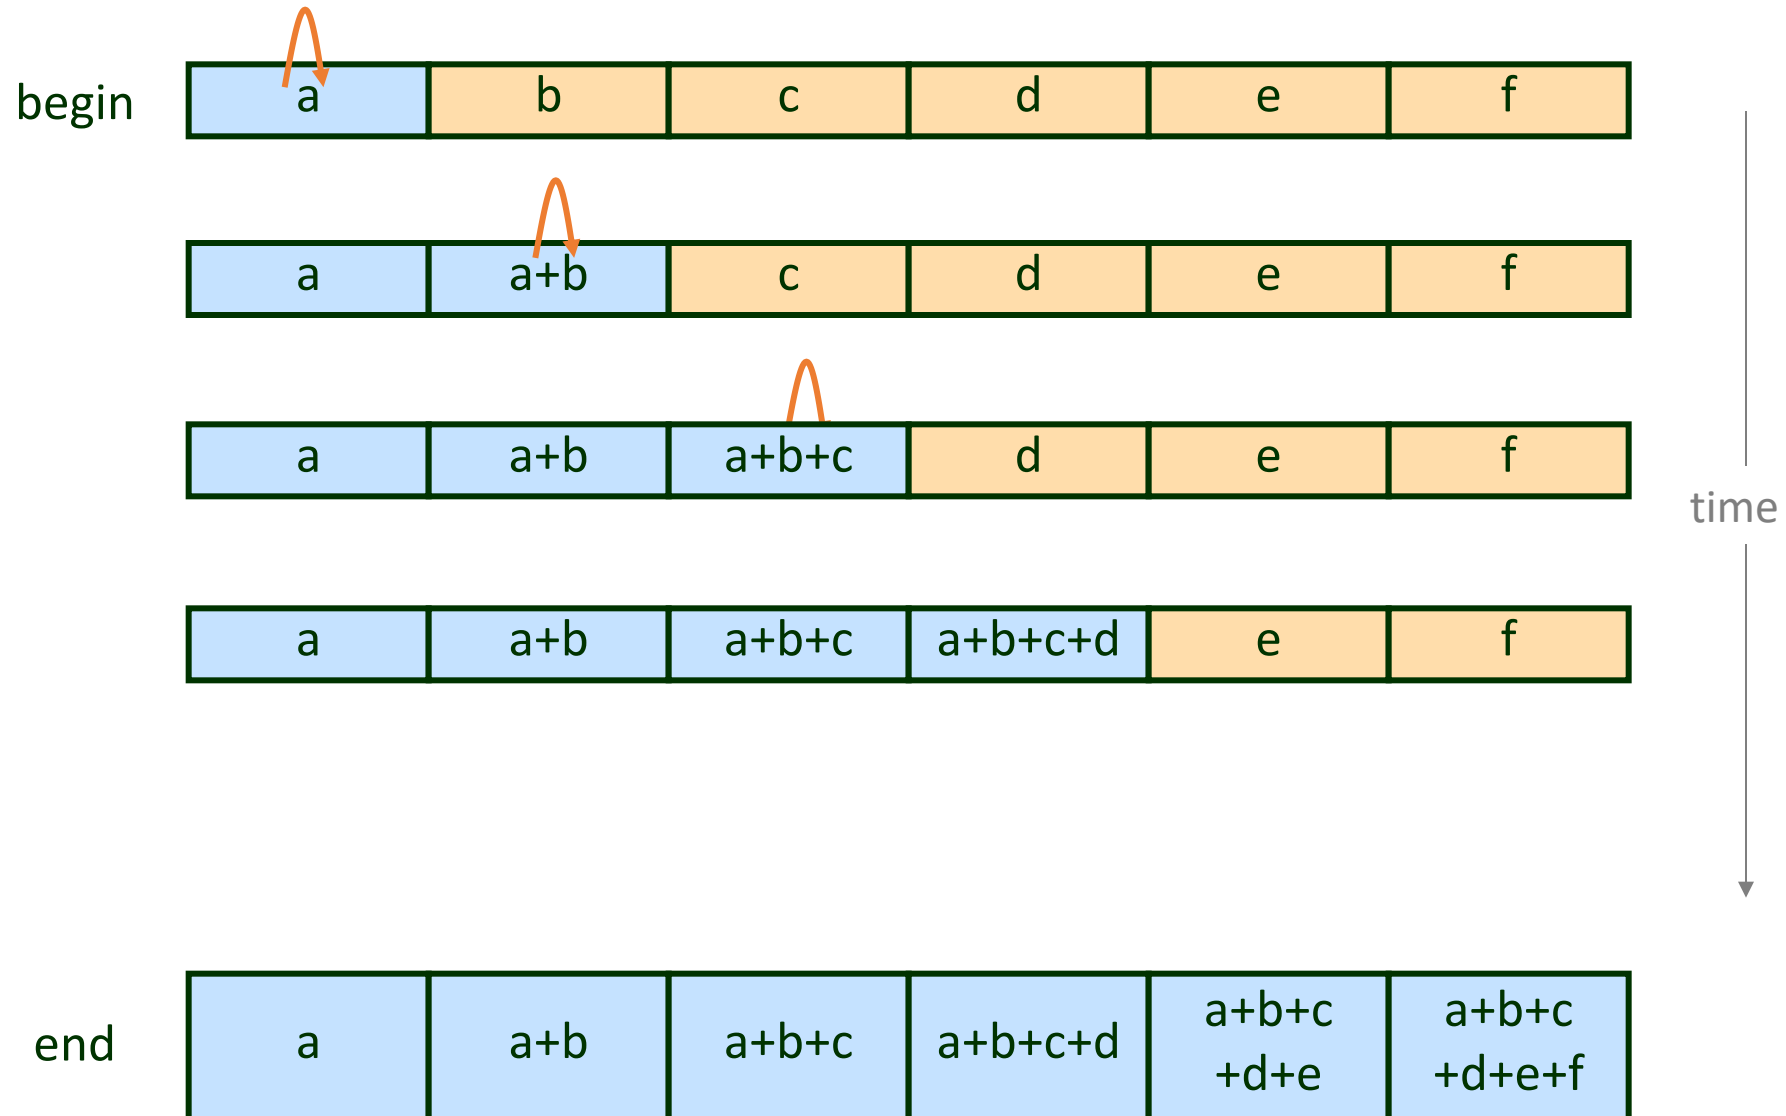 begin a b c d e f
a a+b c d e f
a a+b a+b+c d e f
time
a a+b a+b+c a+b+c+d e f
end a a+b a+b+c a+b+c+d a+b+c +d+e a+b+c +d+e+f